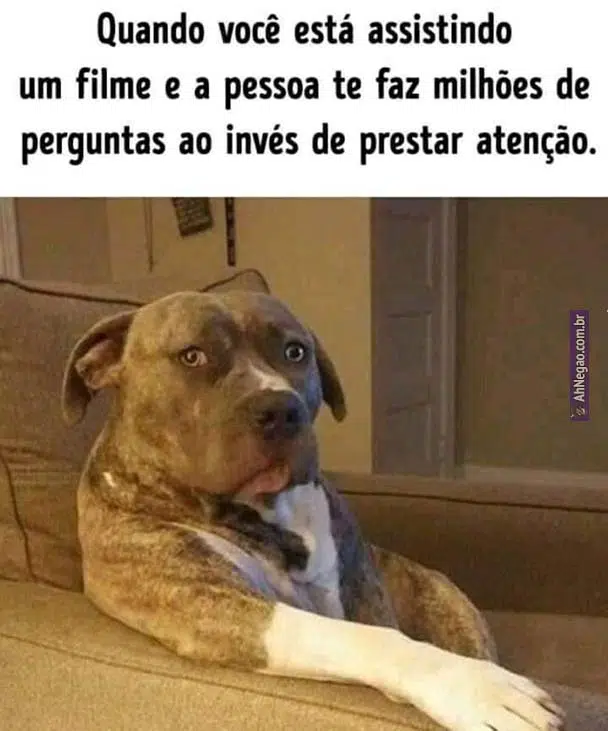 Quando você está assistindo
um filme e a pessoa te faz milhões de
perguntas ao invés de prestar atenção.
AhNegao.com.br